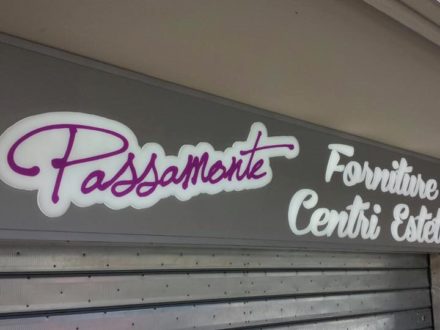 Passamonte
Forniture
Centri Estet